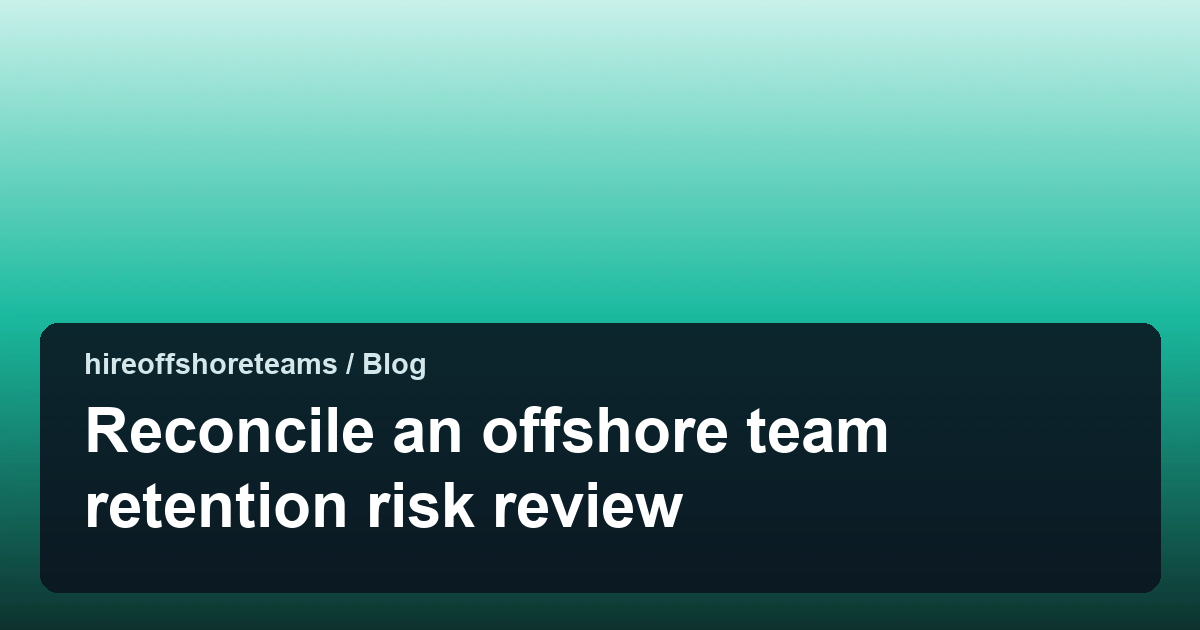 hireoffshoreteams / Blog
Reconcile an offshore team
retention risk review